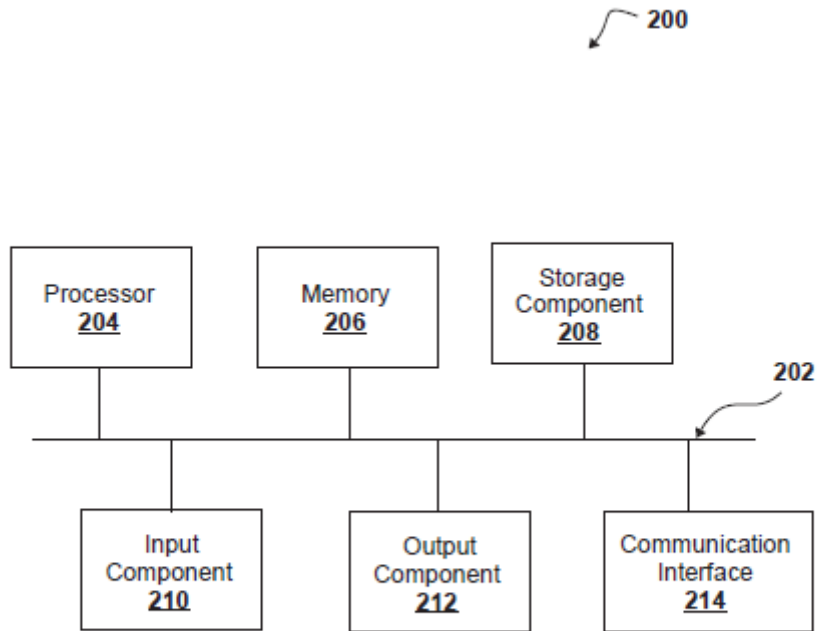 200
Processor
204
Memory
206
Storage
Component
208
202
Input
Component
210
Output
Component
212
Communication
Interface
214